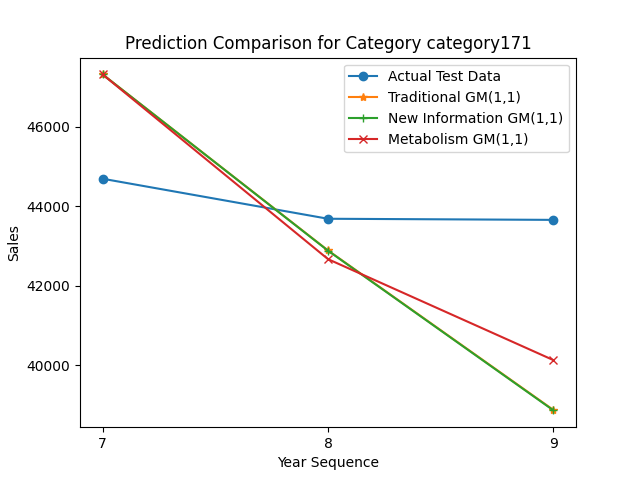 Prediction Comparison for Category category171
Actual Test Data
Traditional GM(1,1)
New Information GM(1,1)
Metabolism GM(1,1)
46000
44000
42000
40000
Sales
7
8
9
Year Sequence